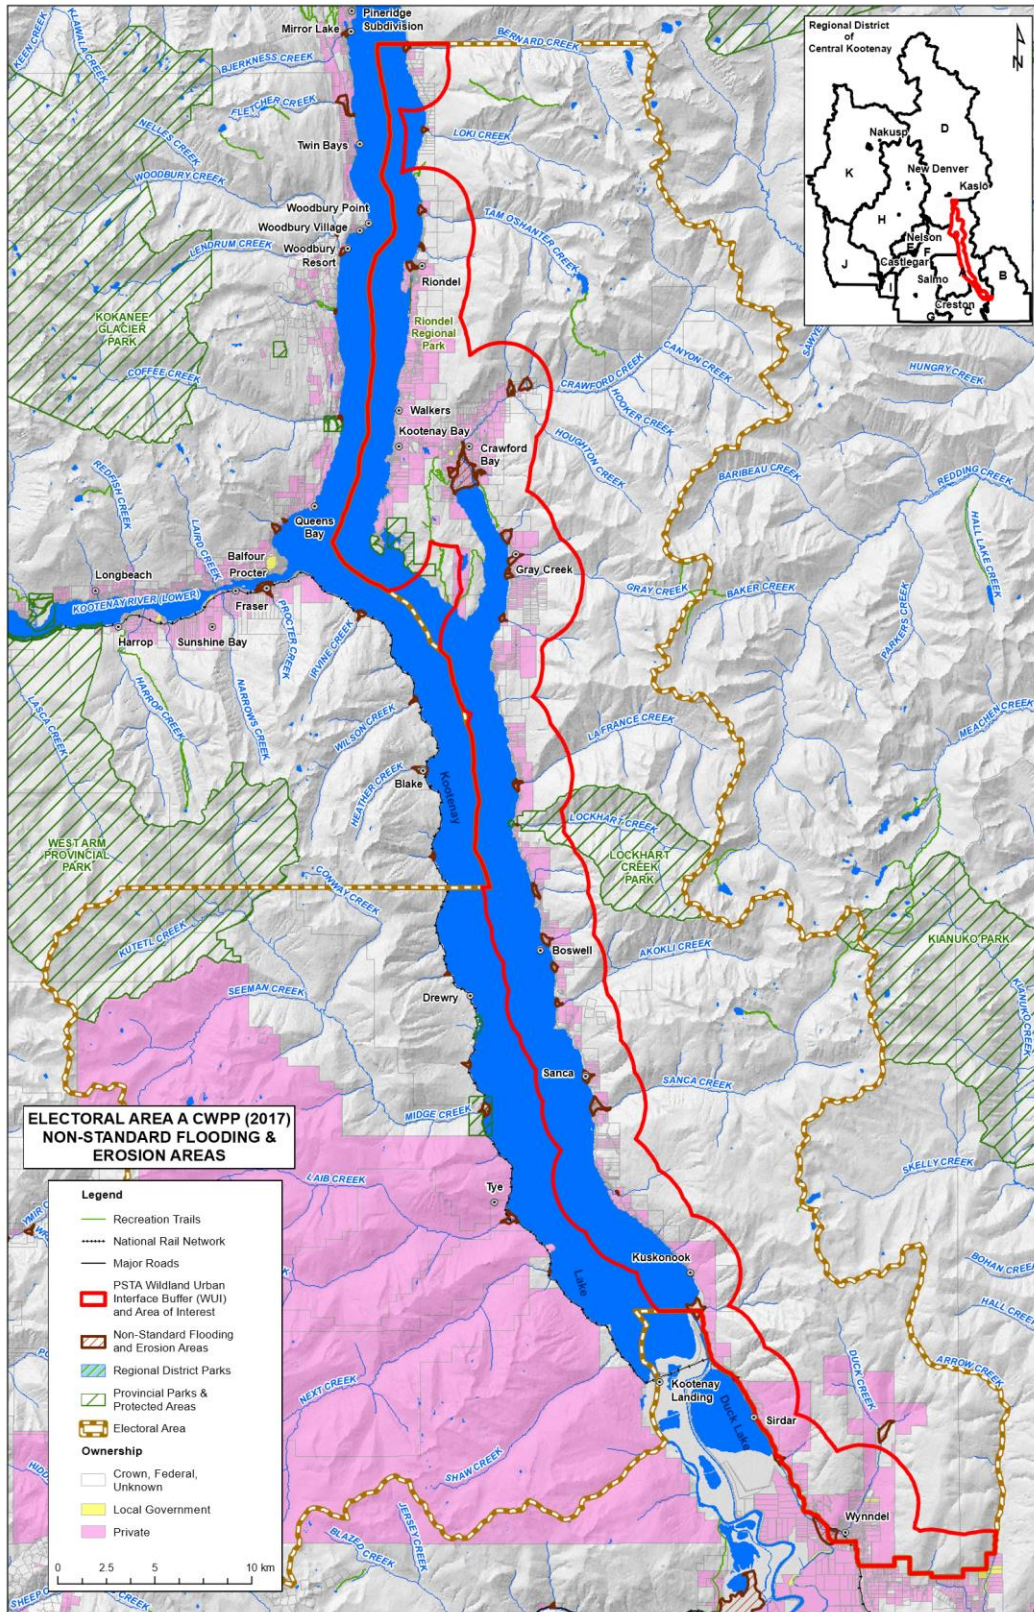 Pineridge
Subdivision
Mirror Lake
KEEN CREEK
KLAWALA CREEK
BJERKNESS CREEK
BERNARD CREEK
FLETCHER CREEK
NELLES CREEK
Twin Bays
LOKI CREEK
WOODBURY CREEK
Woodbury Point
Woodbury Village
TAM OSHANTER CREEK
LENDRUM CREEK
Woodbury
Resort
Riondel
KOKANEE
GLACIER
PARK
Riondel
Regional
Park
COFFEE CREEK
CRAWFORD CREEK
CANYON CREEK
HUNGRY CREEK
HOOKER CREEK
Walkers
Kootenay Bay
Crawford
Bay
HOUGHTON CREEK
BARIBEAU CREEK
REDDING CREEK
REDFISH CREEK
LAIRD CREEK
HALL LAKE CREEK
Queens
Bay
Balfour
Procter
Longbeach
Gray Creek
GRAY CREEK
BAKER CREEK
KOOTENAY RIVER (LOWER)
Fraser
Harrop
Sunshine Bay
PROCTER CREEK
IRVINE CREEK
PARKERS CREEK
LASCA CREEK
HARROP CREEK
NARROWS CREEK
WILSON CREEK
LA FRANCE CREEK
MEACHEN CREEK
HEATHER CREEK
Blake
Kootenay
LOCKHART CREEK
WEST ARM
PROVINCIAL
PARK
LOCKHART
CREEK
PARK
CONWAY CREEK
KUTETL CREEK
Boswell
AKOKLI CREEK
KIANUKO PARK
KIANUKO CREEK
SEEMAN CREEK
Drewry
Sanca
SANCA CREEK
MIDGE CREEK
SKELLY CREEK
LAIB CREEK
Tye
Kuskonook
BOHAN CREEK
Lake
HALL CREEK
ARROW CREEK
DUCK CREEK
NEXT CREEK
Kootenay
Landing
Duck Lake
Sirdar
SHAW CREEK
Wynndel
JERSEY CREEK
BLAZED CREEK
Regional District
of
Central Kootenay
N
D
Nakusp
K
New Denver
Kaslo
H
Nelson
E
F
Castlegar
J
Salmo
A
B
I
Creston
G
C
ELECTORAL AREA A CWPP (2017)
NON-STANDARD FLOODING &
EROSION AREAS
Legend
Recreation Trails
National Rail Network
Major Roads
PSTA Wildland Urban
Interface Buffer (WUI)
and Area of Interest
Non-Standard Flooding
and Erosion Areas
Regional District Parks
Provincial Parks &
Protected Areas
Electoral Area
Ownership
Crown, Federal,
Unknown
Local Government
Private
0 2.5 5 10 km